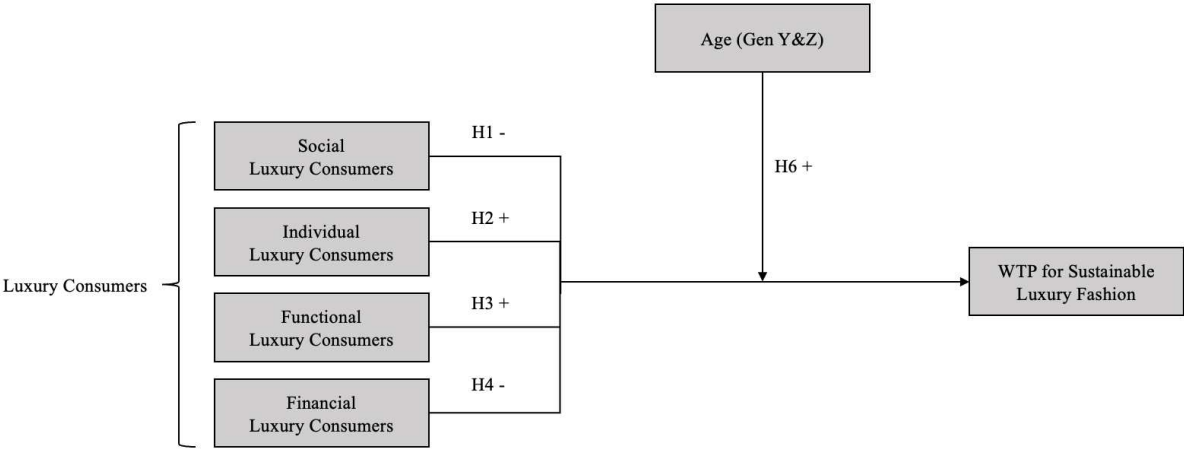 Age (Gen Y&Z)
H1 -
Social
Luxury Consumers
H6 +
H2 +
Individual
Luxury Consumers
Luxury Consumers
WTP for Sustainable
Luxury Fashion
H3 +
Functional
Luxury Consumers
H4 -
Financial
Luxury Consumers